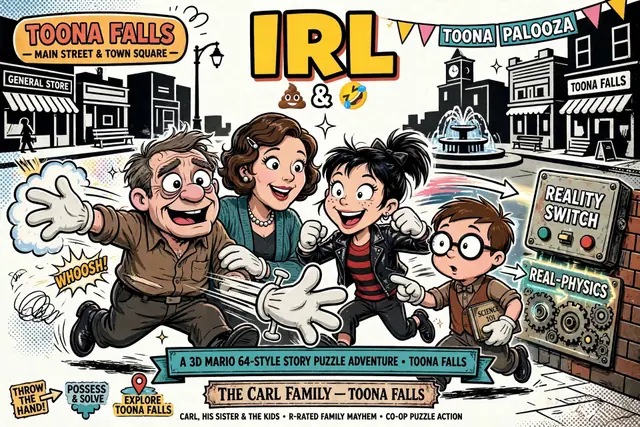 TOONA FALLS
— MAIN STREET & TOWN SQUARE —
IRL
💩 & 🤣
TOONA PALOOZA
GENERAL STORE
TOONA FALLS
REALITY
SWITCH
REAL-PHYSICS
WHOOSH!
SCIENCE
A 3D MARIO 64-STYLE STORY PUZZLE ADVENTURE • TOONA FALLS
THE CARL FAMILY — TOONA FALLS
THROW
THE
HAND!
POSSESS
& SOLVE
EXPLORE
TOONA FALLS
CARL, HIS SISTER & THE KIDS • R-RATED FAMILY MAYHEM • CO-OP PUZZLE ACTION